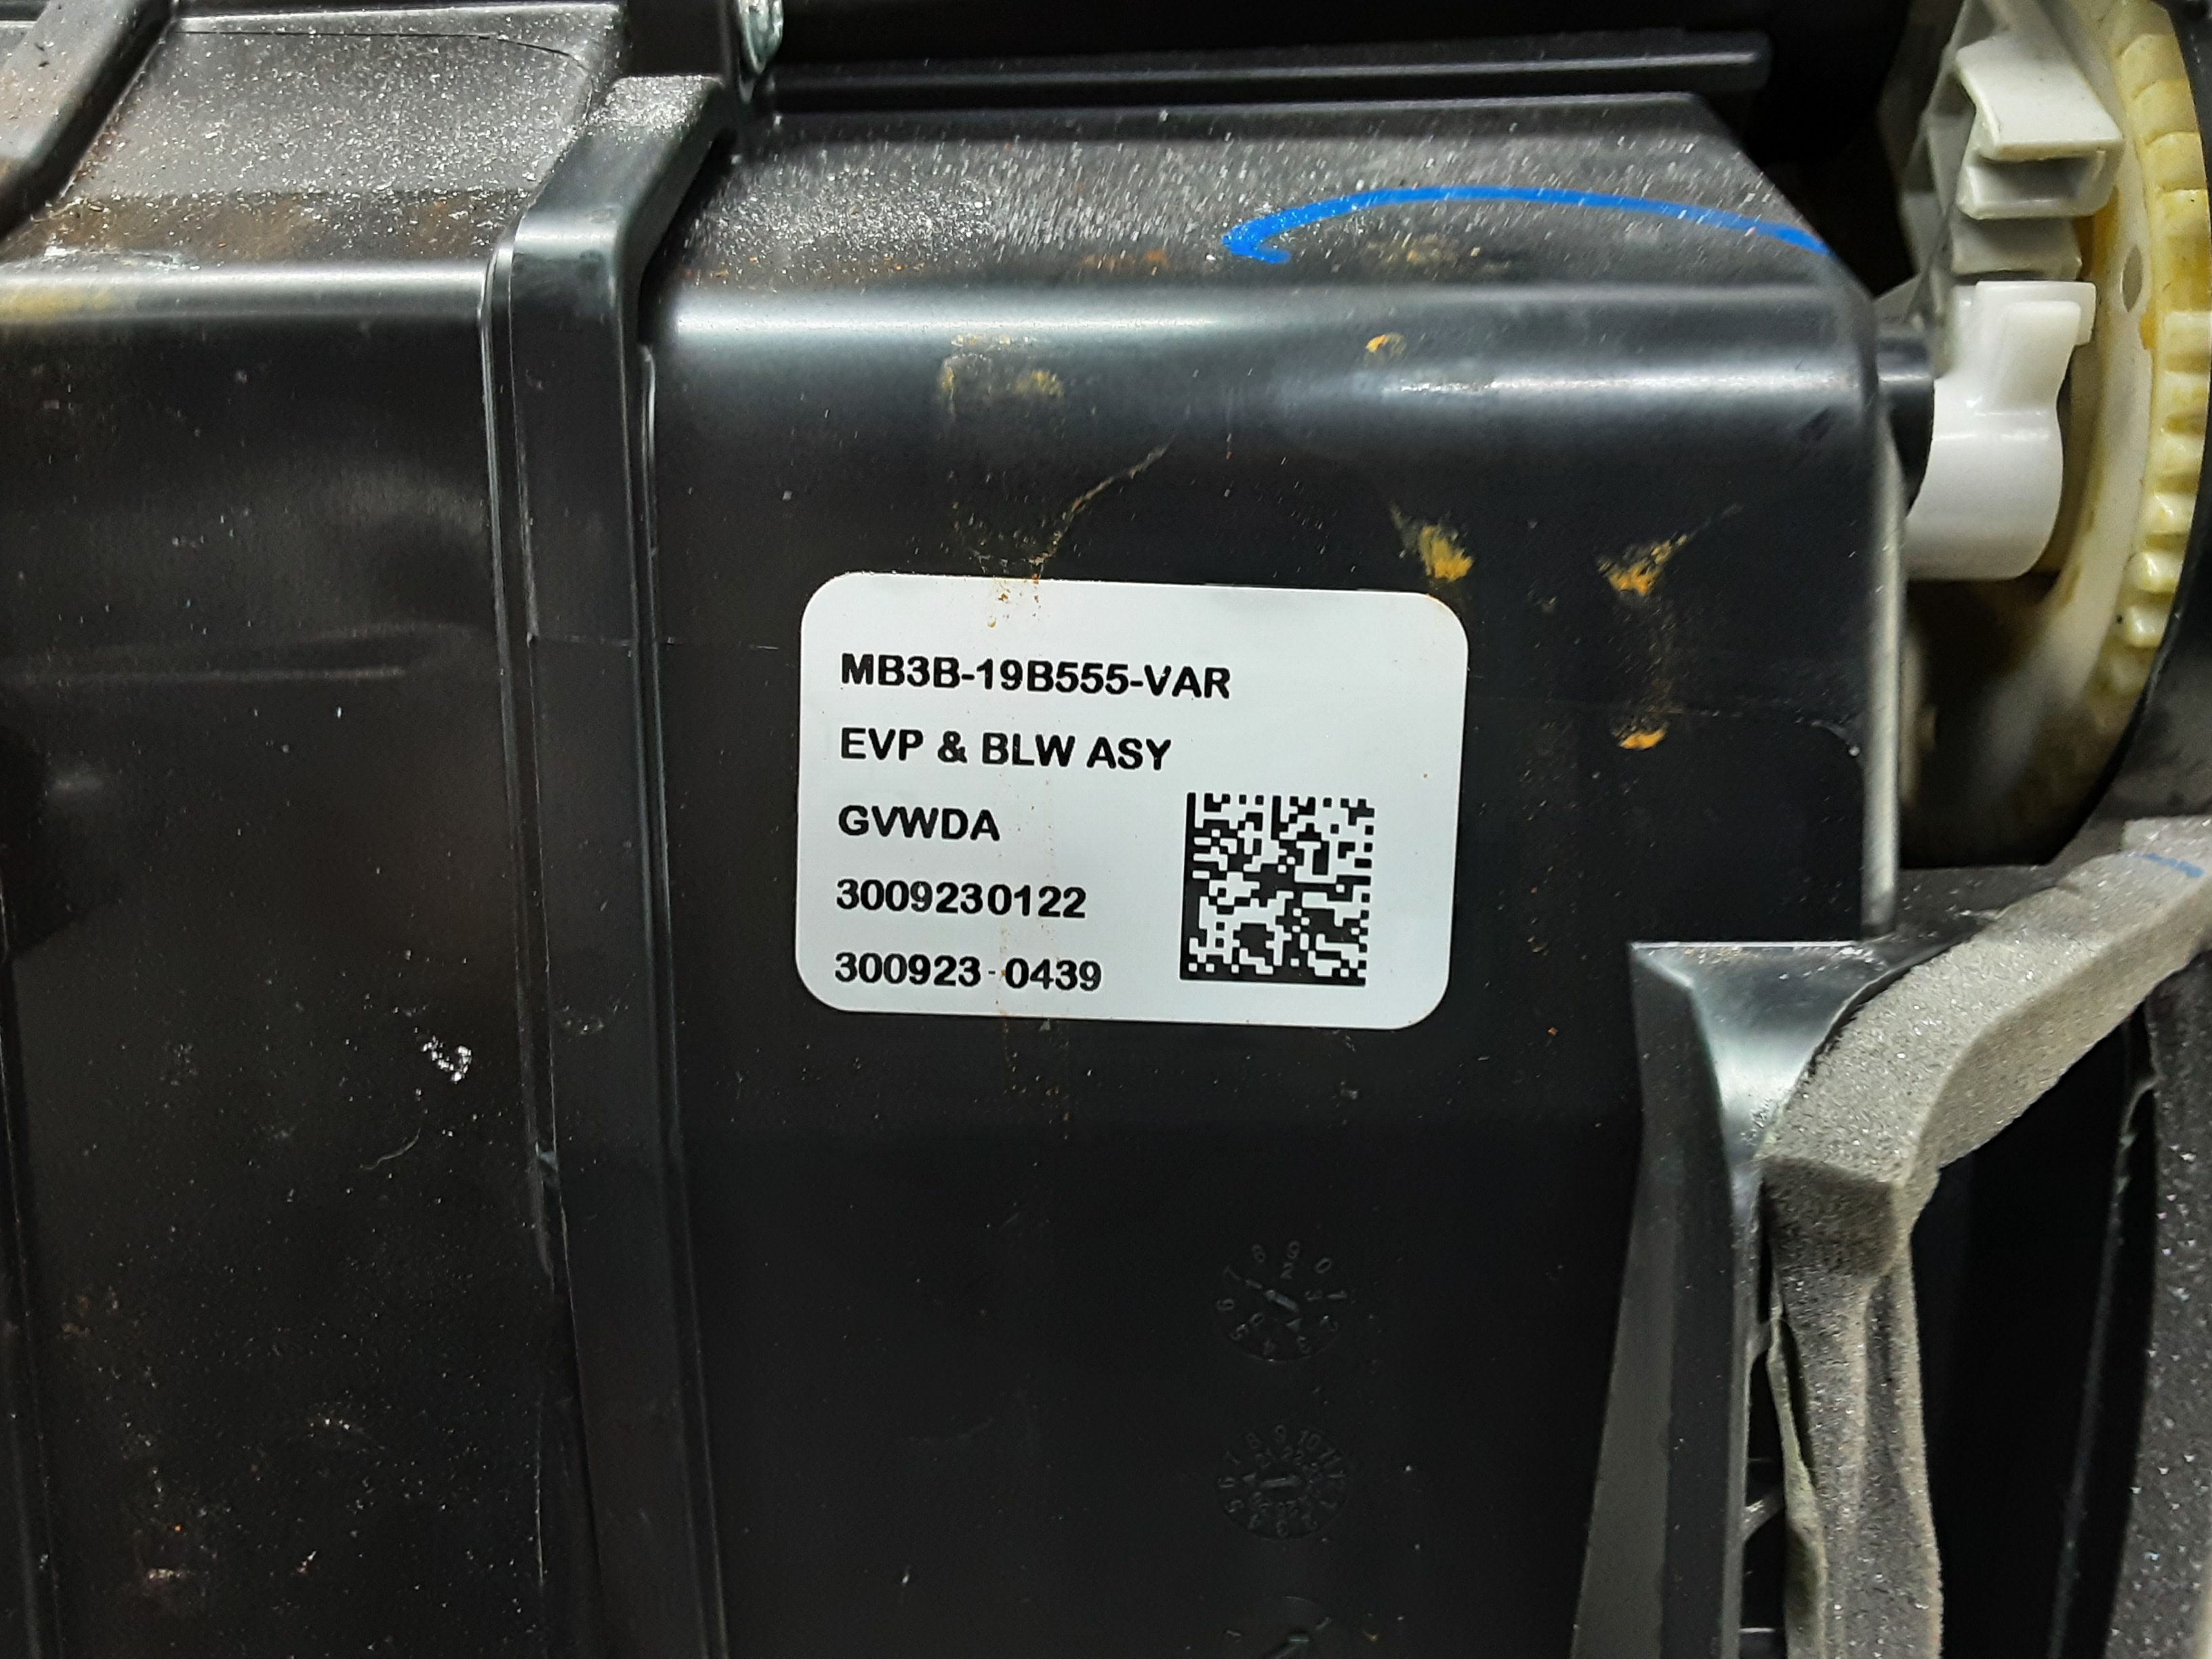 MB3B-19B555-VAR
EVP & BLW ASY
GVWDA
3009230122
300923-0439